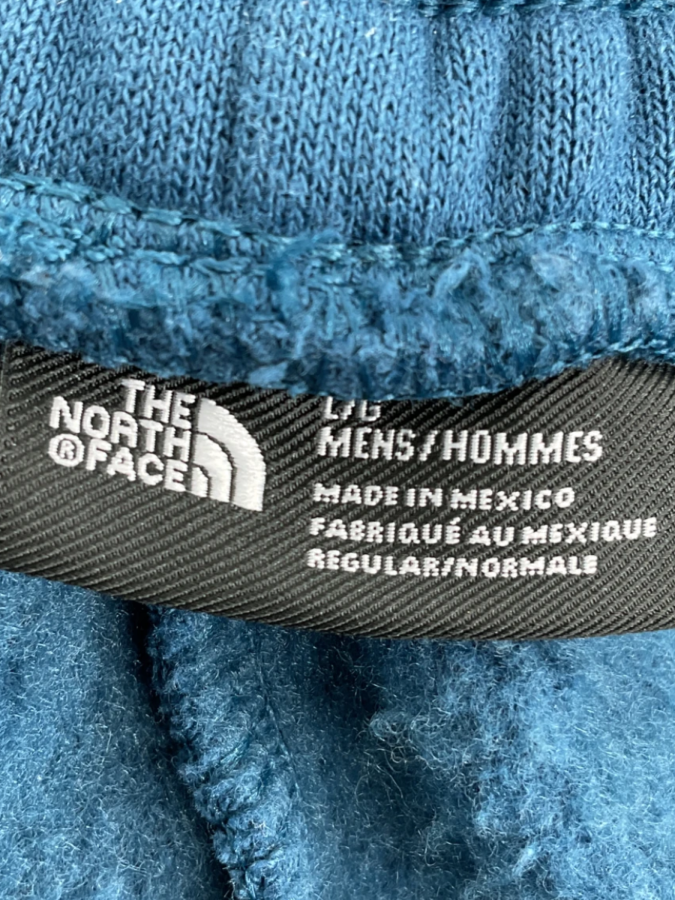 THE
NORTH
®FACE
L/G
MENS/HOMMES
MADE IN MEXICO
FABRIQUÉ AU MEXIQUE
REGULAR/NORMALE